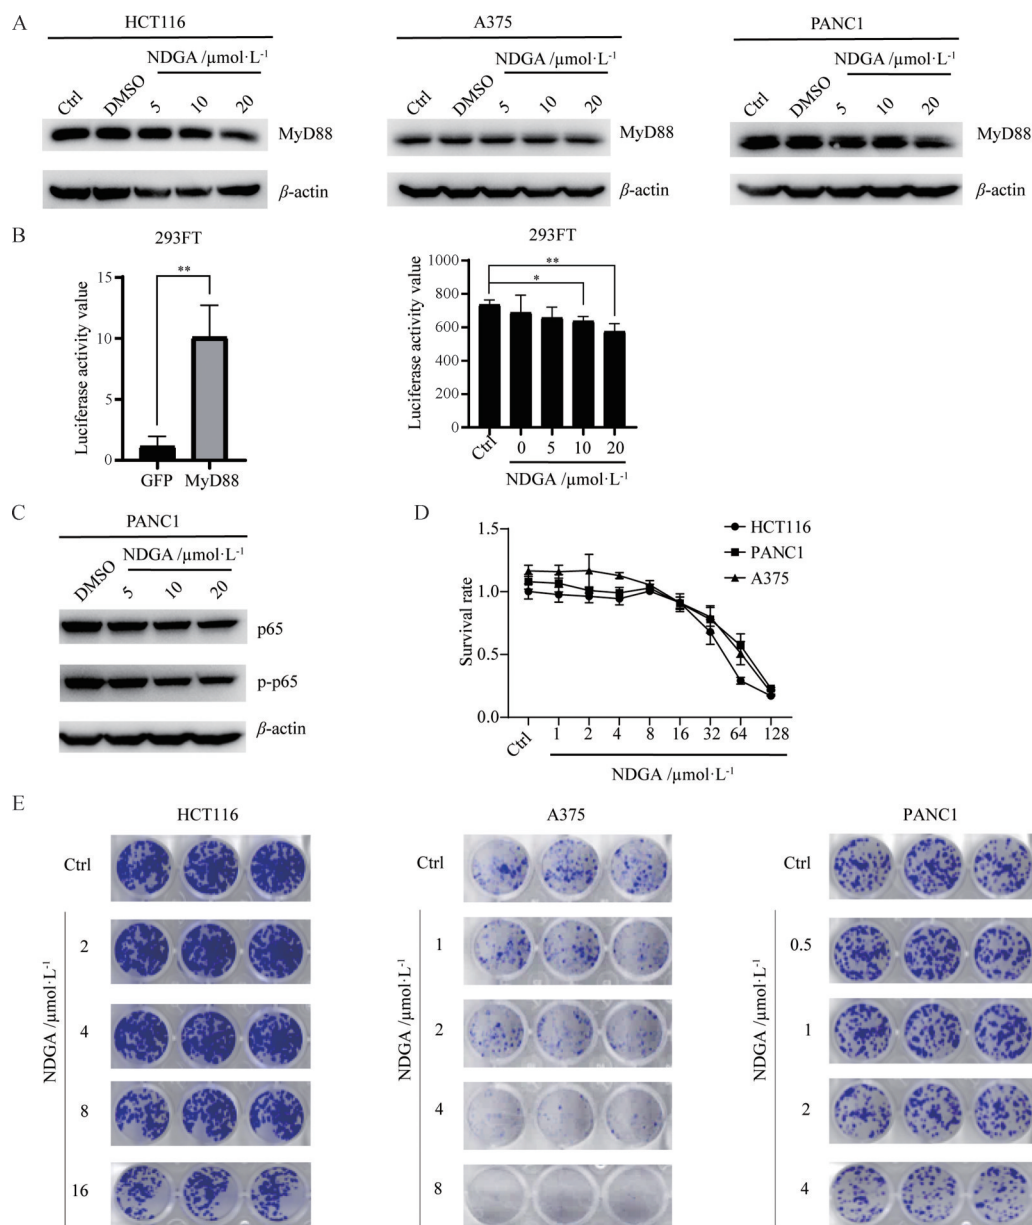 A
HCT116
NDGA /μmol·L⁻¹
Ctrl
DMSO
5
10
20
MyD88
β-actin
A375
NDGA /μmol·L⁻¹
Ctrl
DMSO
5
10
20
MyD88
β-actin
PANC1
NDGA /μmol·L⁻¹
Ctrl
DMSO
5
10
20
MyD88
β-actin
B
293FT
Luciferase activity value
15
10
5
0
**
GFP MyD88
293FT
Luciferase activity value
1000
800
600
400
200
0
**
*
Ctrl 0 5 10 20
NDGA /μmol·L⁻¹
C
PANC1
NDGA /μmol·L⁻¹
DMSO
5
10
20
p65
p-p65
β-actin
D
Survival rate
1.5
1.0
0.5
0.0
HCT116
PANC1
A375
Ctrl 1 2 4 8 16 32 64 128
NDGA /μmol·L⁻¹
E
HCT116
Ctrl
NDGA /μmol·L⁻¹
2
4
8
16
A375
Ctrl
NDGA /μmol·L⁻¹
1
2
4
8
PANC1
Ctrl
NDGA /μmol·L⁻¹
0.5
1
2
4